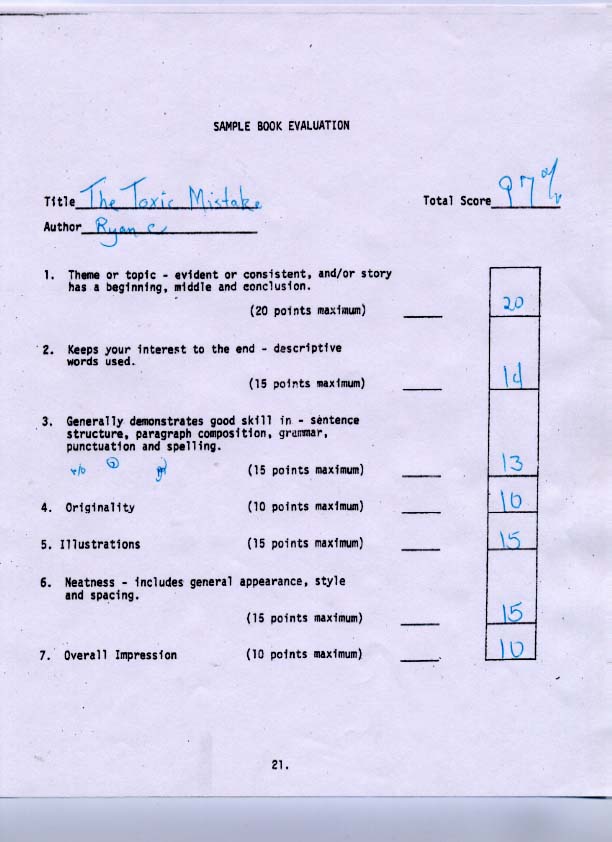 SAMPLE BOOK EVALUATION
Title The Toxic Mistake Total Score 97%
Author Ryan C
1. Theme or topic - evident or consistent, and/or story
has a beginning, middle and conclusion.
(20 points maximum) 20
2. Keeps your interest to the end - descriptive
words used.
(15 points maximum) 14
3. Generally demonstrates good skill in - sentence
structure, paragraph composition, grammar,
punctuation and spelling.
(15 points maximum) 13
4. Originality (10 points maximum) 10
5. Illustrations (15 points maximum) 15
6. Neatness - includes general appearance, style
and spacing.
(15 points maximum) 15
7. Overall Impression (10 points maximum) 10
21.